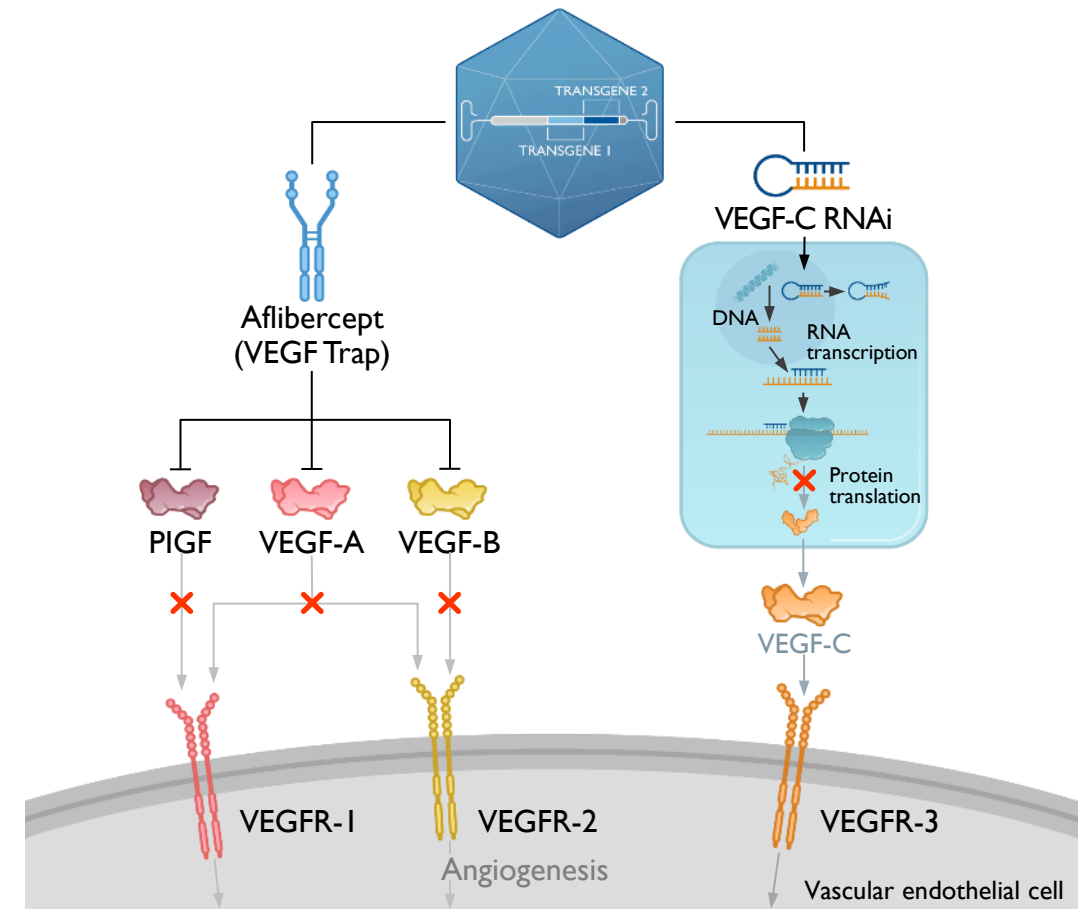 TRANSGENE 2
TRANSGENE 1
VEGF-C RNAi
Aflibercept
(VEGF Trap)
DNA
RNA
transcription
Protein
translation
PIGF
VEGF-A
VEGF-B
VEGF-C
VEGFR-1
VEGFR-2
VEGFR-3
Angiogenesis
Vascular endothelial cell